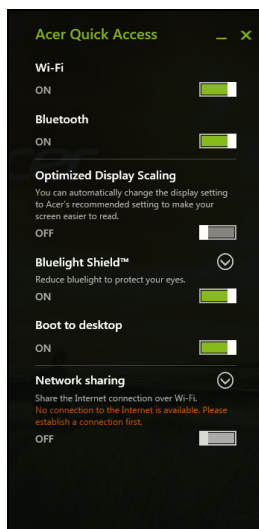 Acer Quick Access
Wi-Fi
ON
Bluetooth
ON
Optimized Display Scaling
You can automatically change the display setting
to Acer's recommended setting to make your
screen easier to read.
OFF
Bluelight Shield™
Reduce bluelight to protect your eyes.
ON
Boot to desktop
ON
Network sharing
Share the Internet connection over Wi-Fi.
No connection to the Internet is available. Please
establish a connection first.
OFF